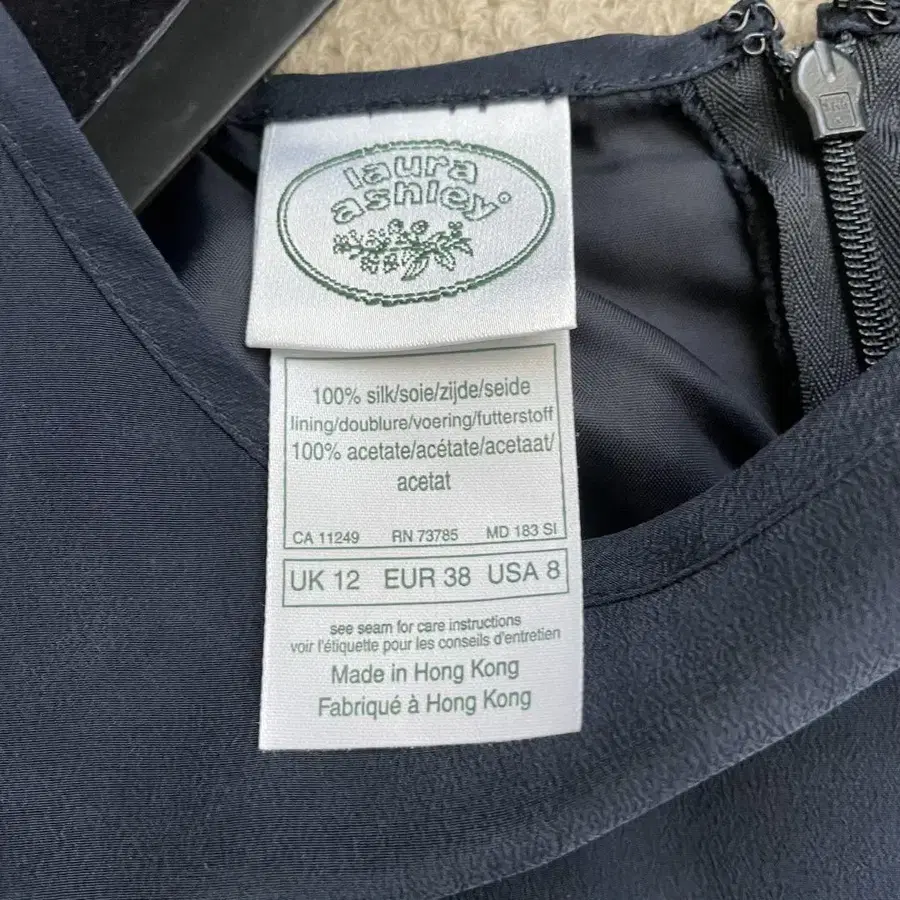 laura
ashley
100% silk/soie/zijde/seide
lining/doublure/voering/futterstoff
100% acetate/acétate/acetaat/
acetat
CA 11249 RN 73785 MD 183 SI
UK 12 EUR 38 USA 8
see seam for care instructions
voir l'étiquette pour les conseils d'entretien
Made in Hong Kong
Fabriqué à Hong Kong